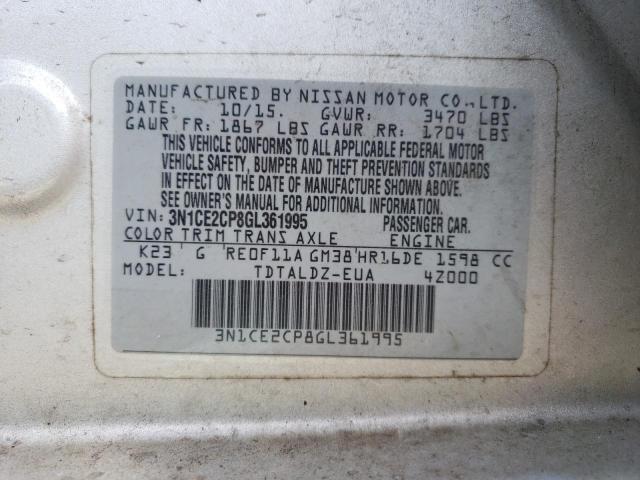 MANUFACTURED BY NISSAN MOTOR CO.,LTD.
DATE: 10/15. GVWR: 3470 LBS
GAWR FR: 1867 LBS GAWR RR: 1704 LBS
THIS VEHICLE CONFORMS TO ALL APPLICABLE FEDERAL MOTOR
VEHICLE SAFETY, BUMPER AND THEFT PREVENTION STANDARDS
IN EFFECT ON THE DATE OF MANUFACTURE SHOWN ABOVE.
SEE OWNER'S MANUAL FOR ADDITIONAL INFORMATION.
VIN: 3N1CE2CP8GL361995 PASSENGER CAR.
COLOR TRIM TRANS AXLE ENGINE
K23 G RE0F11A GM38 HR16DE 1598 CC
MODEL: TDTALDZ-EUA 4Z000
3N1CE2CP8GL361995